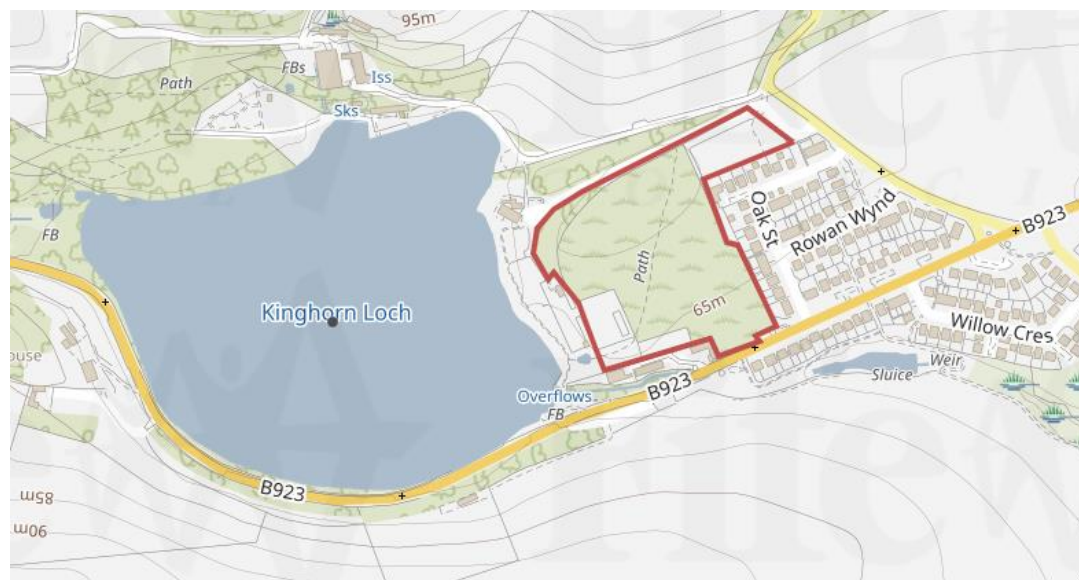 95m
FBs
Iss
Path
Sks
FB
B923
Oak St
Rowan Wynd
Path
65m
Kinghorn Loch
Willow Cres
ouse
Weir
Sluice
Overflows
B923
FB
B923
85m
90m